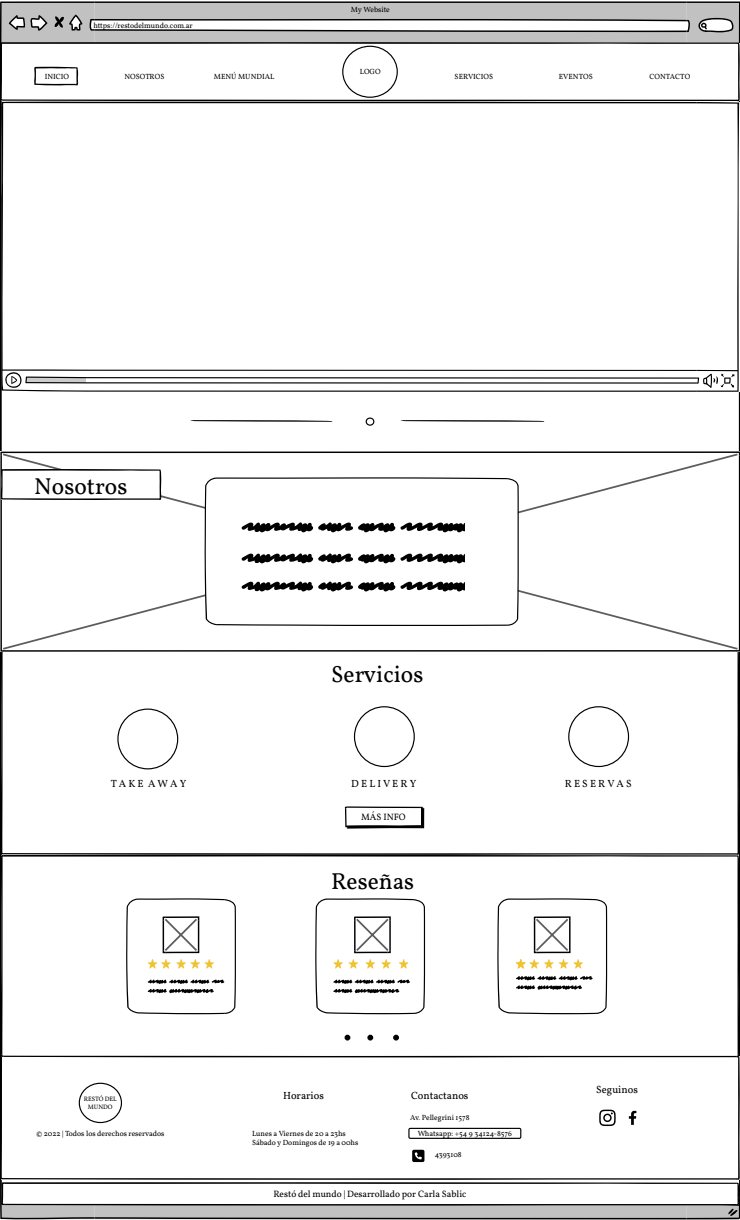 My Website
https://restodelmundo.com.ar
INICIO
NOSOTROS
MENÚ MUNDIAL
LOGO
SERVICIOS
EVENTOS
CONTACTO
Nosotros
Servicios
TAKE AWAY
DELIVERY
RESERVAS
MÁS INFO
Reseñas
RESTÓ DEL
MUNDO
© 2022 | Todos los derechos reservados
Horarios
Lunes a Viernes de 20 a 23hs
Sábado y Domingos de 19 a 00hs
Contactanos
Av. Pellegrini 1578
Whatsapp: +54 9 34124-8576
4393108
Seguinos
Restó del mundo | Desarrollado por Carla Sablic